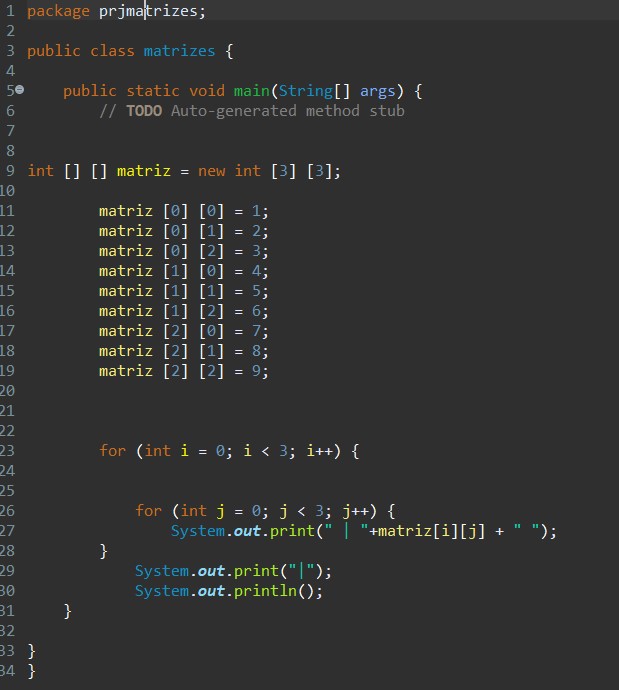 1 package prjmatrizes;
2
3 public class matrizes {
4
5     public static void main(String[] args) {
6         // TODO Auto-generated method stub
7
8
9 int [] [] matriz = new int [3] [3];
10
11         matriz [0] [0] = 1;
12         matriz [0] [1] = 2;
13         matriz [0] [2] = 3;
14         matriz [1] [0] = 4;
15         matriz [1] [1] = 5;
16         matriz [1] [2] = 6;
17         matriz [2] [0] = 7;
18         matriz [2] [1] = 8;
19         matriz [2] [2] = 9;
20
21
22
23         for (int i = 0; i < 3; i++) {
24
25
26             for (int j = 0; j < 3; j++) {
27                 System.out.print(" | "+matriz[i][j] + " ");
28         }
29             System.out.print("|");
30             System.out.println();
31     }
32
33 }
34 }